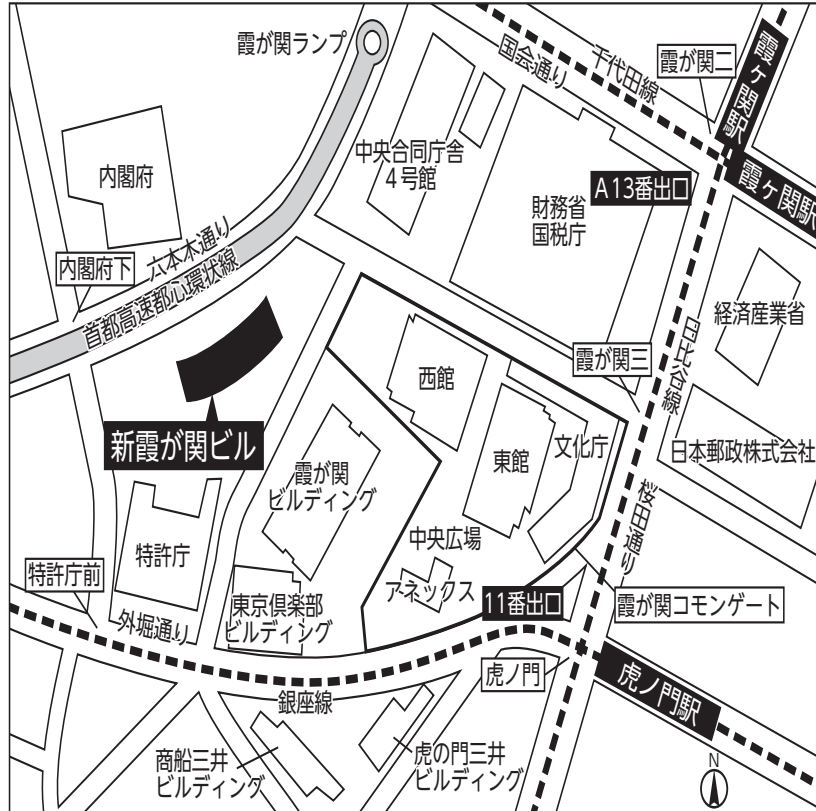 霞が関ランプ
国会通り
千代田線
霞が関二
霞ヶ関駅
中央合同庁舎
4号館
内閣府
財務省
国税庁
A13番出口
霞ヶ関駅
六本木通り
内閣府下
首都高速都心環状線
経済産業省
日比谷線
霞が関三
西館
新霞が関ビル
霞が関
ビルディング
東館
文化庁
日本郵政株式会社
桜田通り
中央広場
特許庁
特許庁前
アネックス
11番出口
霞が関コモンゲート
東京倶楽部
ビルディング
外堀通り
虎ノ門
虎ノ門駅
銀座線
商船三井
ビルディング
虎の門三井
ビルディング
N